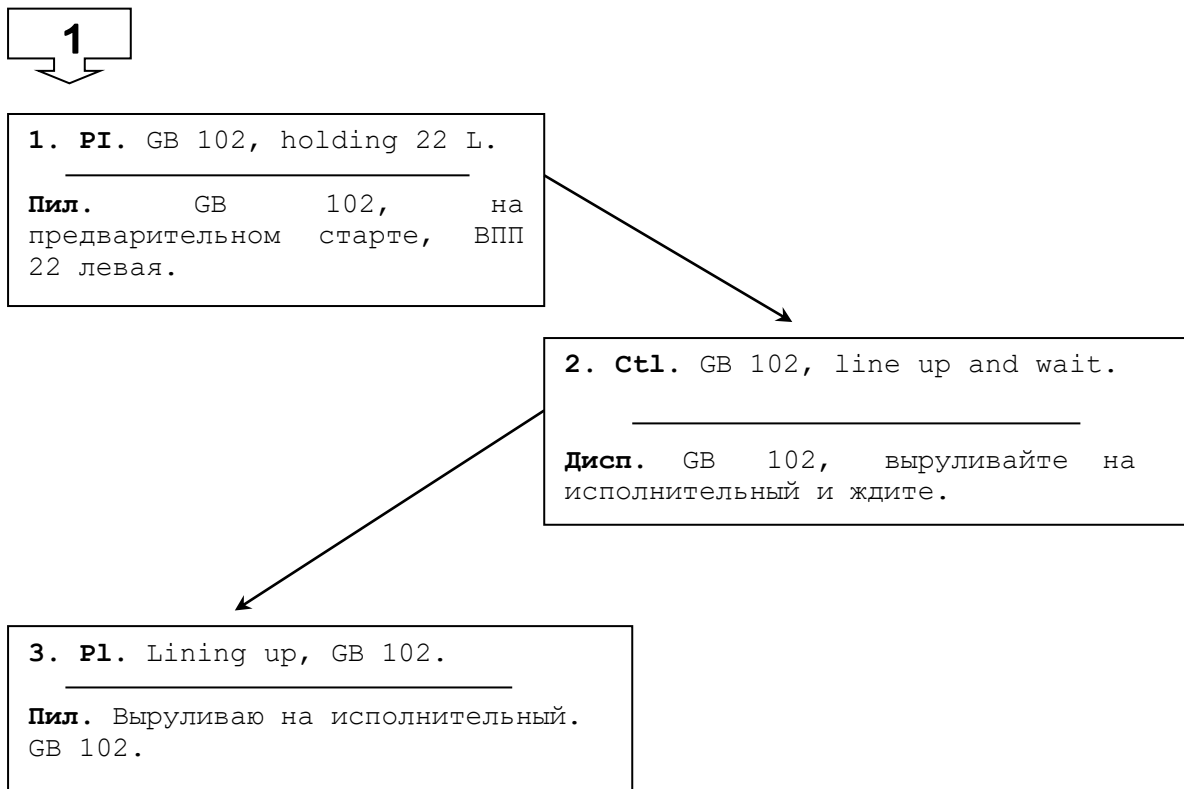 1
1. PI. GB 102, holding 22 L.
Пил. GB 102, на
предварительном старте, ВПП
22 левая.
2. Ctl. GB 102, line up and wait.
Дисп. GB 102, выруливайте на
исполнительный и ждите.
3. Pl. Lining up, GB 102.
Пил. Выруливаю на исполнительный.
GB 102.